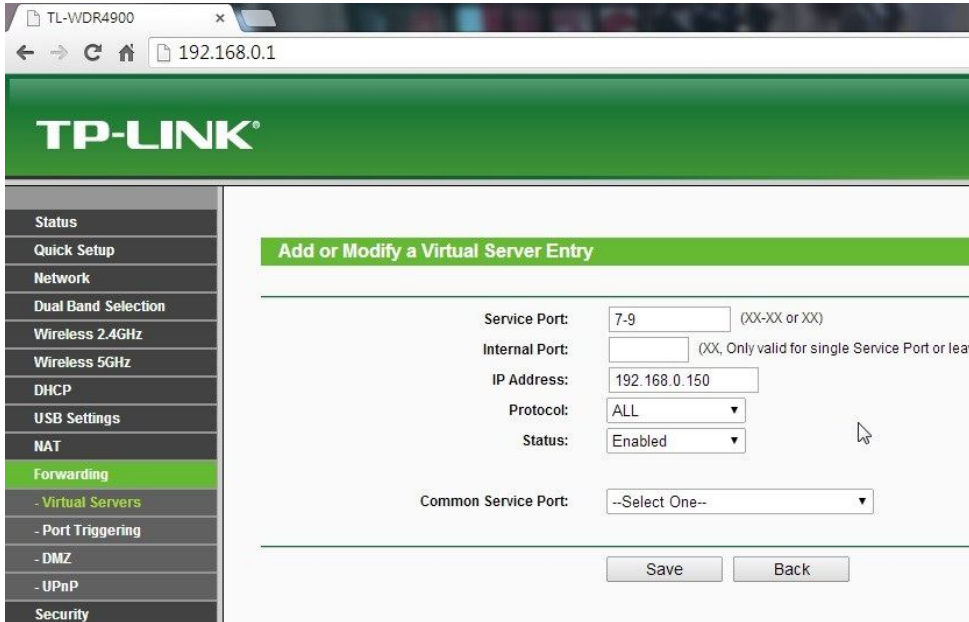 TL-WDR4900
192.168.0.1
TP-LINK®
Status
Quick Setup
Network
Dual Band Selection
Wireless 2.4GHz
Wireless 5GHz
DHCP
USB Settings
NAT
Forwarding
- Virtual Servers
- Port Triggering
- DMZ
- UPnP
Security
Add or Modify a Virtual Server Entry
Service Port: 7-9 (XX-XX or XX)
Internal Port: (XX, Only valid for single Service Port or lea
IP Address: 192.168.0.150
Protocol: ALL
Status: Enabled
Common Service Port: --Select One--
Save Back